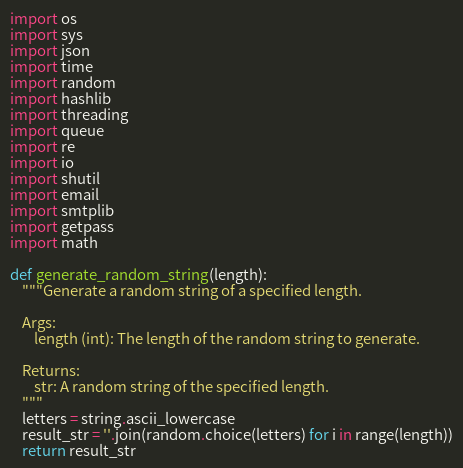 import os
import sys
import json
import time
import random
import hashlib
import threading
import queue
import re
import io
import shutil
import email
import smtplib
import getpass
import math

def generate_random_string(length):
    """Generate a random string of a specified length.

    Args:
        length (int): The length of the random string to generate.

    Returns:
        str: A random string of the specified length.
    """
    letters = string.ascii_lowercase
    result_str = ''.join(random.choice(letters) for i in range(length))
    return result_str